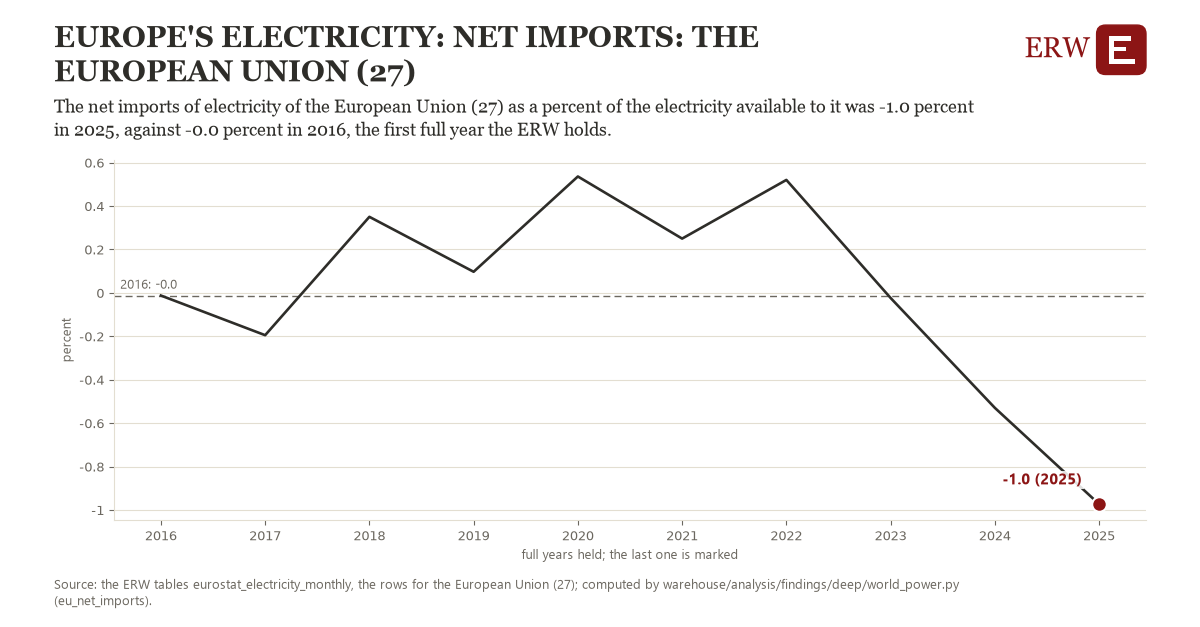 EUROPE'S ELECTRICITY: NET IMPORTS: THE
EUROPEAN UNION (27)
ERW E
The net imports of electricity of the European Union (27) as a percent of the electricity available to it was -1.0 percent
in 2025, against -0.0 percent in 2016, the first full year the ERW holds.
0.6
0.4
0.2
0
-0.2
-0.4
-0.6
-0.8
-1
percent
2016: -0.0
-1.0 (2025)
2016 2017 2018 2019 2020 2021 2022 2023 2024 2025
full years held; the last one is marked
Source: the ERW tables eurostat_electricity_monthly, the rows for the European Union (27); computed by warehouse/analysis/findings/deep/world_power.py
(eu_net_imports).